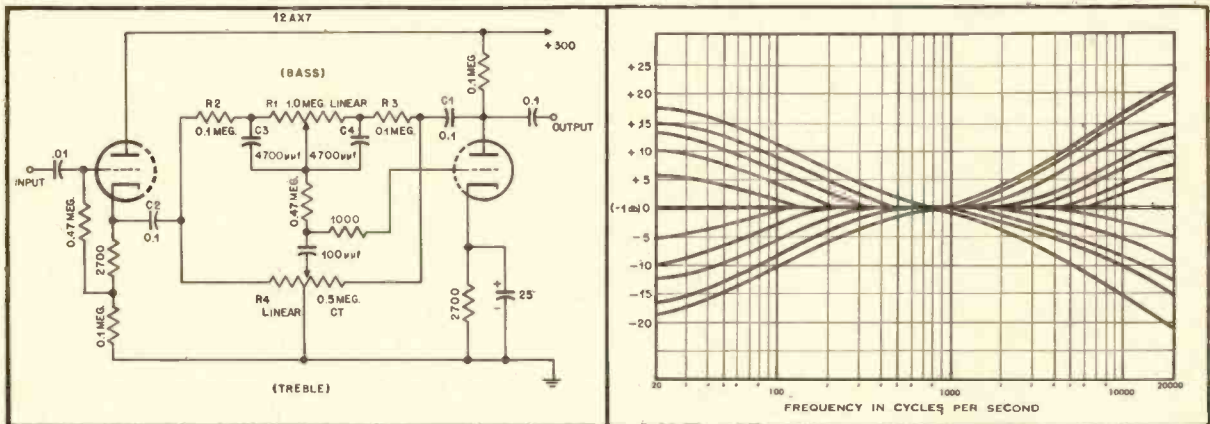 12AX7
+300
0.1 MEG.
(BASS)
R2
R1 1.0 MEG. LINEAR
R3
C1
0.1
0.1 MEG.
C3
C4
0.1 MEG.
0.1
OUTPUT
.01
INPUT
4700μμf
4700μμf
0.47 MEG.
C2
0.1
0.47 MEG.
1000
2700
100μμf
+
25
-
R4
LINEAR
0.5 MEG.
CT
2700
0.1 MEG.
(TREBLE)
+25
+20
+15
+10
+5
(-1db)0
-5
-10
-15
-20
20
100
1000
10000
20000
FREQUENCY IN CYCLES PER SECOND